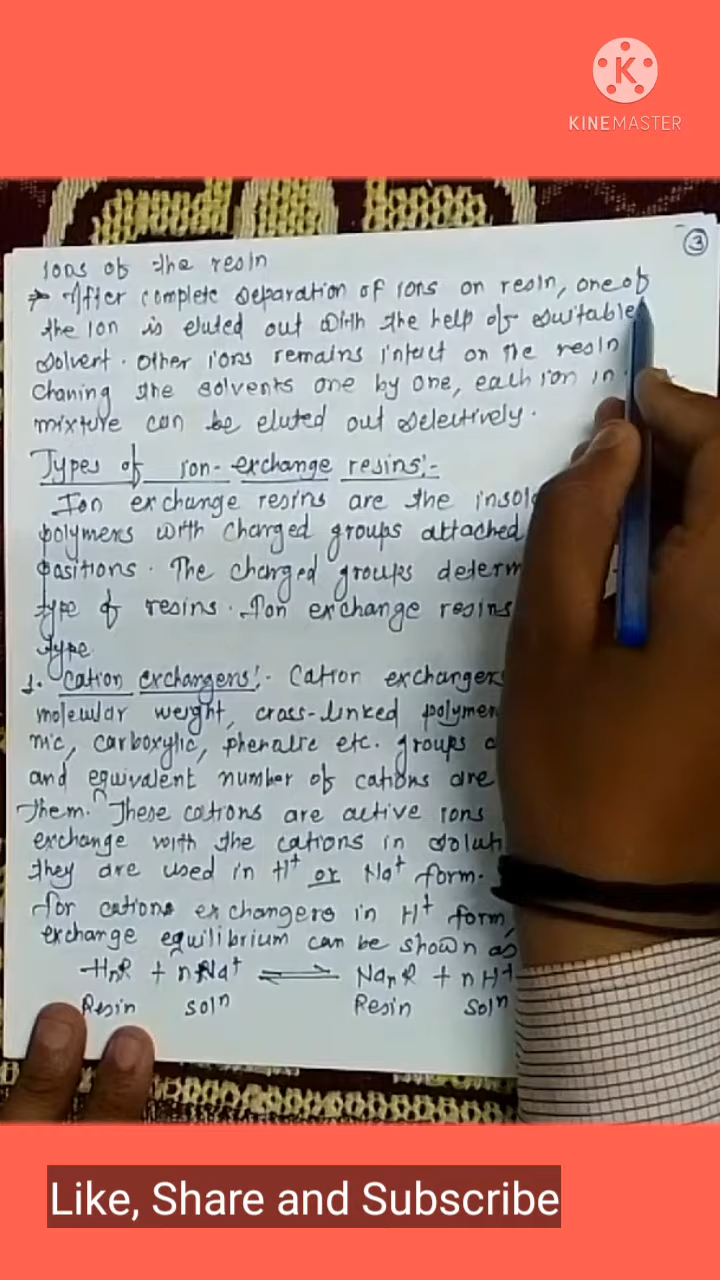 KINEMASTER
3
Ions of the resin
→ After complete separation of ions on resin, one of
the ion is eluted out with the help of suitable
solvent. Other ions remains intact on the resin
Chaning the solvents one by one, each ion in
mixture can be eluted out selectively.
Types of ion-exchange resins:-
Ion exchange resins are the insol
polymers with charged groups attached
positions. The charged groups determ
type of resins. Ion exchange resins
type.
1. Cation exchangers:- Cation exchangers
molecular weight, cross-linked polymer
nic, carboxylic, phenolic etc. groups
and equivalent number of cations are
them. These cations are active ions
exchange with the cations in solut
they are used in H+ or Na+ form.
for cations exchangers in H+ form,
exchange equilibrium can be shown as
HnR + nNa+ ⇌ NanR + nH+
Resin soln Resin soln
Like, Share and Subscribe